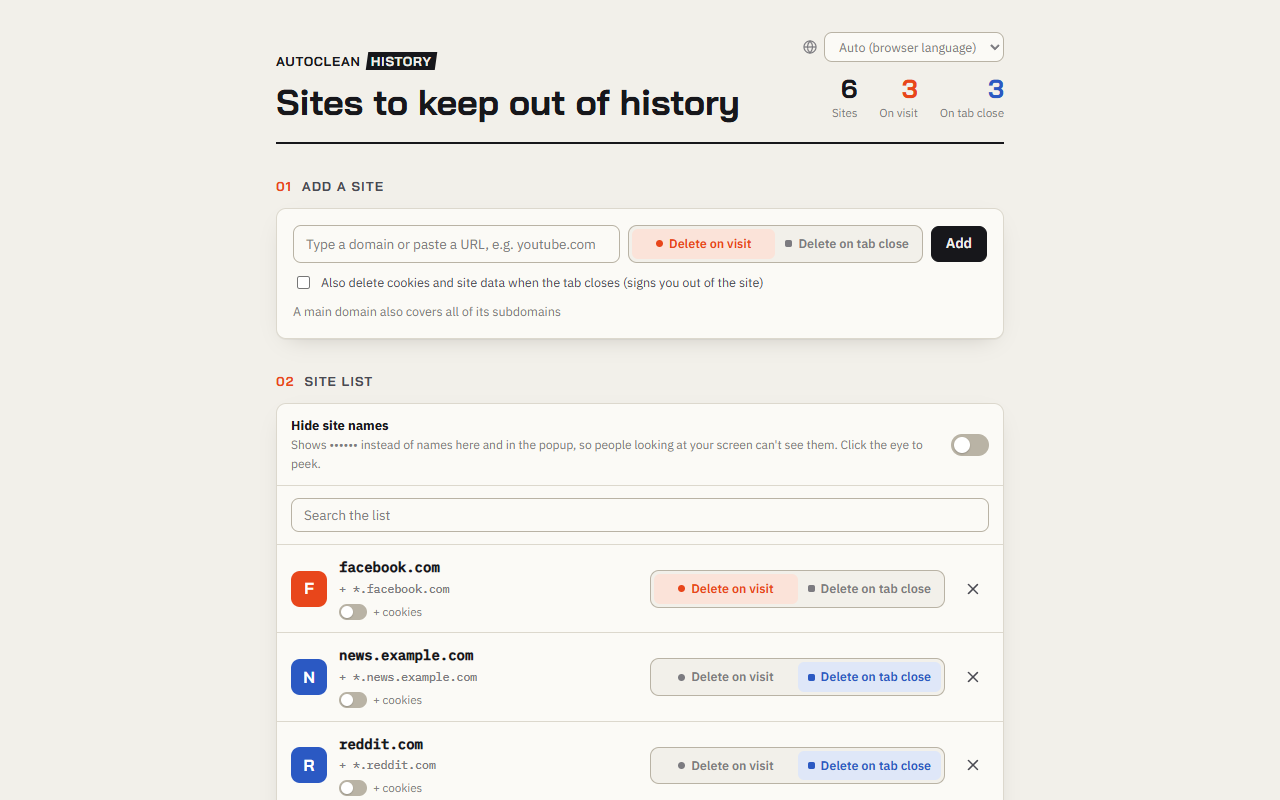 AUTOCLEAN HISTORY
Auto (browser language)
Sites to keep out of history
6 Sites
3 On visit
3 On tab close
01 ADD A SITE
Type a domain or paste a URL, e.g. youtube.com
Delete on visit
Delete on tab close
Add
Also delete cookies and site data when the tab closes (signs you out of the site)
A main domain also covers all of its subdomains
02 SITE LIST
Hide site names
Shows •••••• instead of names here and in the popup, so people looking at your screen can't see them. Click the eye to
peek.
Search the list
F
facebook.com
+ *.facebook.com
+ cookies
Delete on visit
Delete on tab close
N
news.example.com
+ *.news.example.com
+ cookies
Delete on visit
Delete on tab close
R
reddit.com
+ *.reddit.com
+ cookies
Delete on visit
Delete on tab close